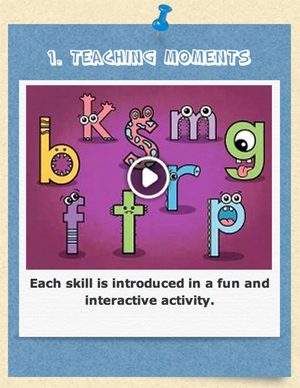 1. TEACHING MOMENTS
k s m g
b r
f t p
Each skill is introduced in a fun and
interactive activity.